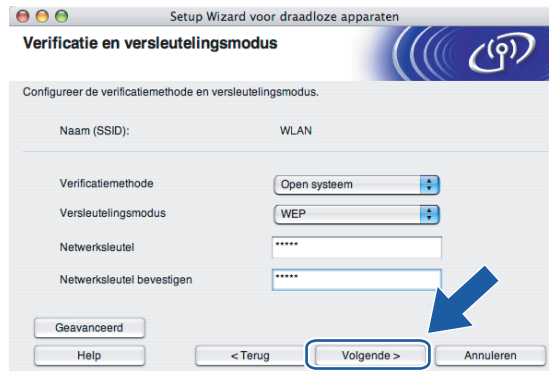 Setup Wizard voor draadloze apparaten
Verificatie en versleutelingsmodus
Configureer de verificatiemethode en versleutelingsmodus.
Naam (SSID): WLAN
Verificatiemethode Open systeem
Versleutelingsmodus WEP
Netwerksleutel *****
Netwerksleutel bevestigen *****
Geavanceerd
Help < Terug Volgende > Annuleren